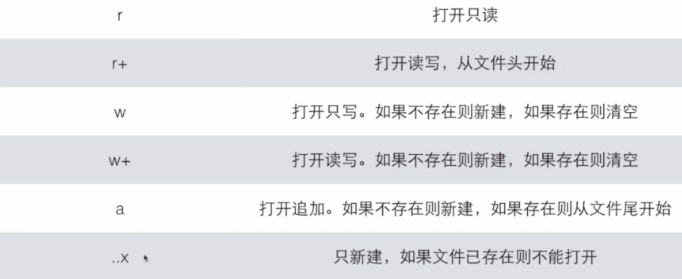 r 打开只读
r+ 打开读写，从文件头开始
w 打开只写。如果不存在则新建，如果存在则清空
w+ 打开读写。如果不存在则新建，如果存在则清空
a 打开追加。如果不存在则新建，如果存在则从文件尾开始
..x 只新建，如果文件已存在则不能打开